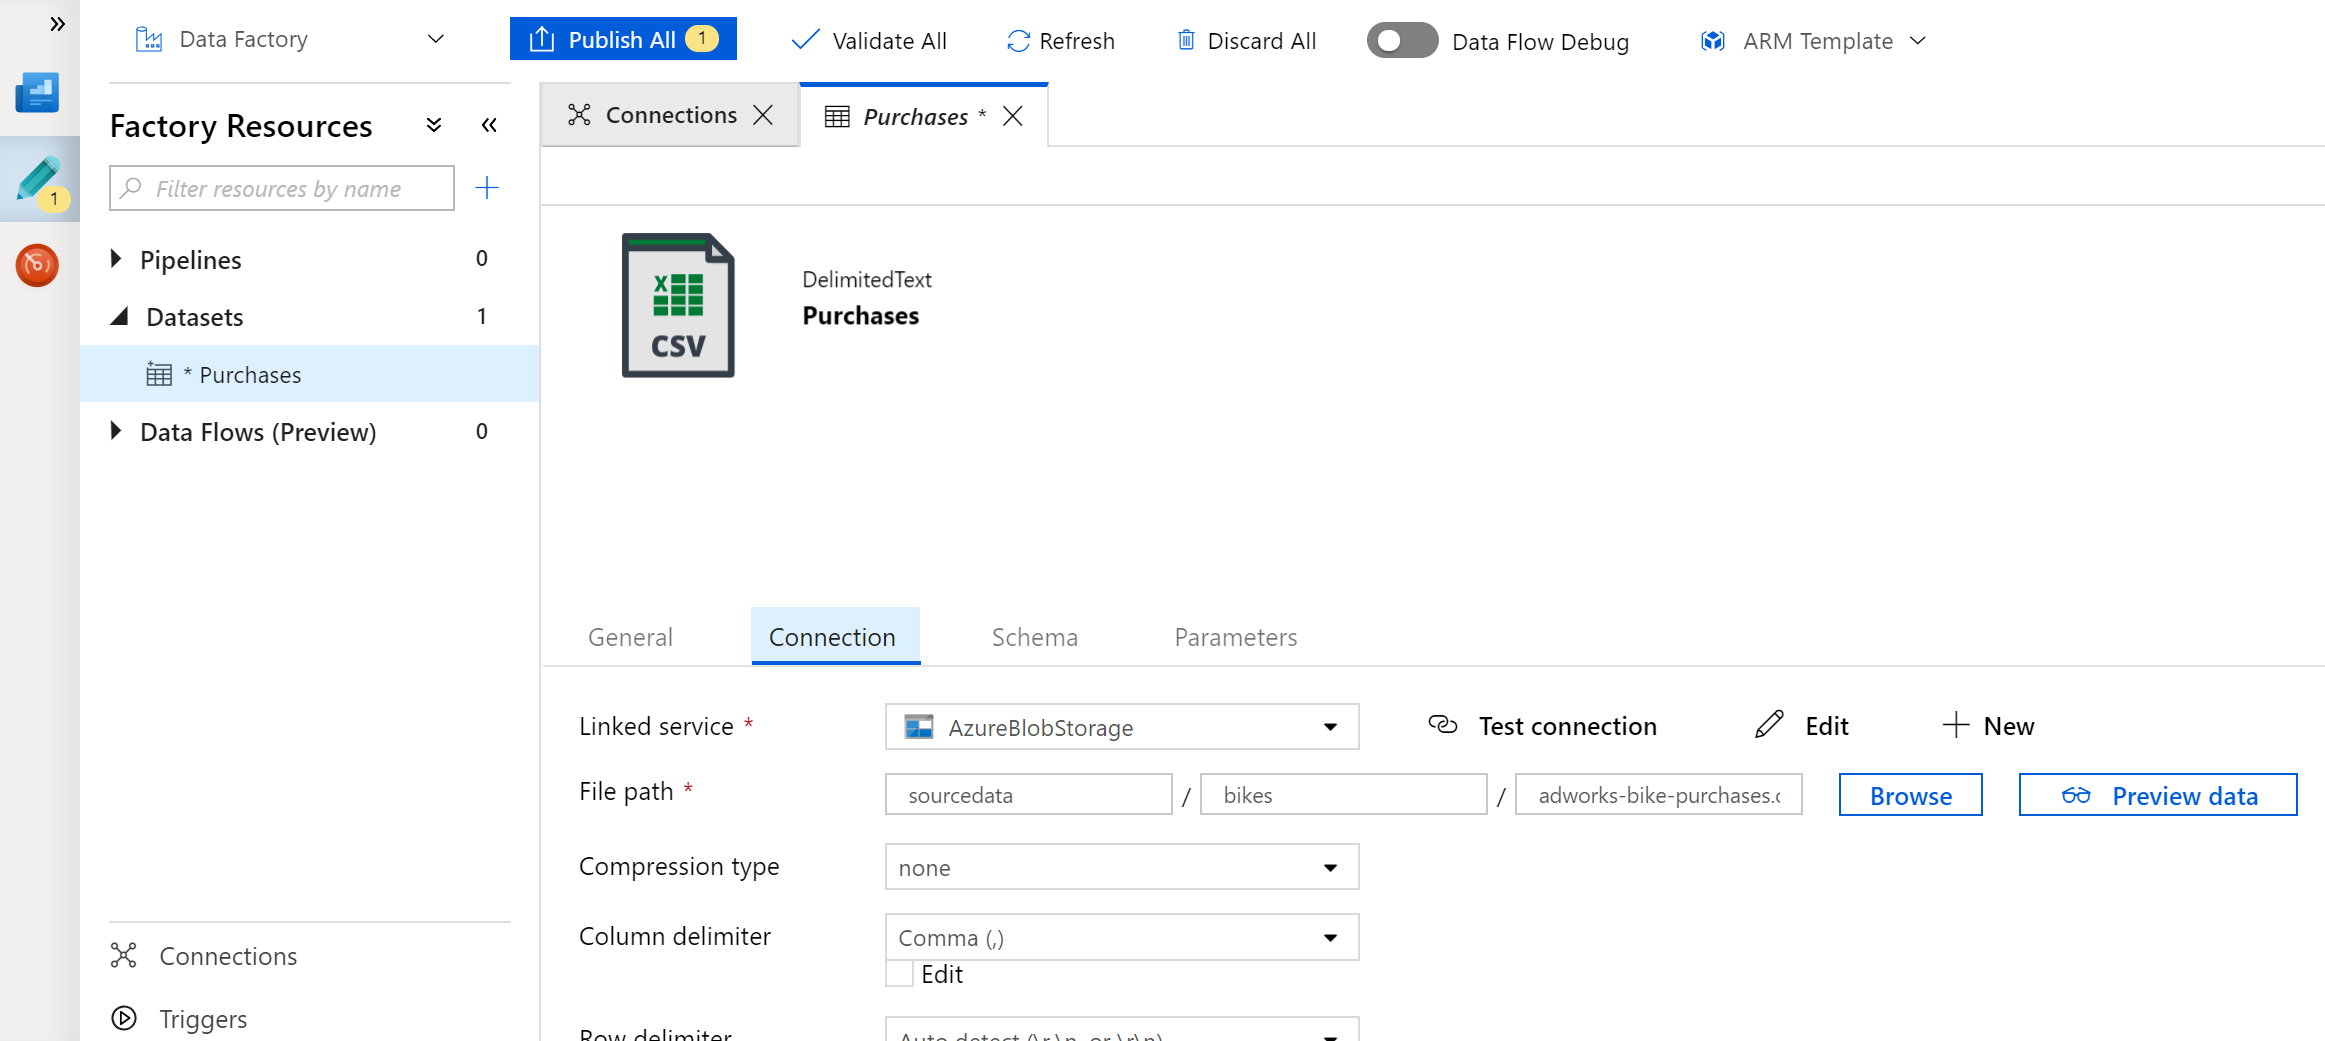 Data Factory
Publish All 1
Validate All
Refresh
Discard All
Data Flow Debug
ARM Template
1
Factory Resources
Filter resources by name
Pipelines 0
Datasets 1
* Purchases
Data Flows (Preview) 0
Connections
Triggers
Connections
Purchases *
X
CSV
DelimitedText
Purchases
General
Connection
Schema
Parameters
Linked service * AzureBlobStorage Test connection Edit New
File path * sourcedata / bikes / adworks-bike-purchases.c Browse Preview data
Compression type none
Column delimiter Comma (,)
Edit
Row delimiter Auto detect (\r,\n, or \r\n)